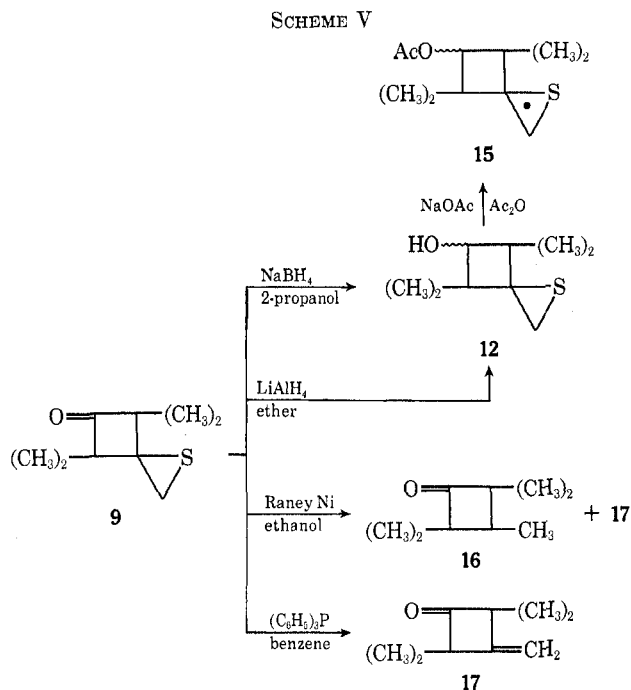 SCHEME V
AcO (CH₃)₂
(CH₃)₂ S
15
NaOAc Ac₂O
HO (CH₃)₂
(CH₃)₂ S
12
NaBH₄
2-propanol
LiAlH₄
ether
O (CH₃)₂
(CH₃)₂ S
9
Raney Ni
ethanol
O (CH₃)₂
(CH₃)₂ CH₃
16
+ 17
(C₆H₅)₃P
benzene
O (CH₃)₂
(CH₃)₂ CH₂
17